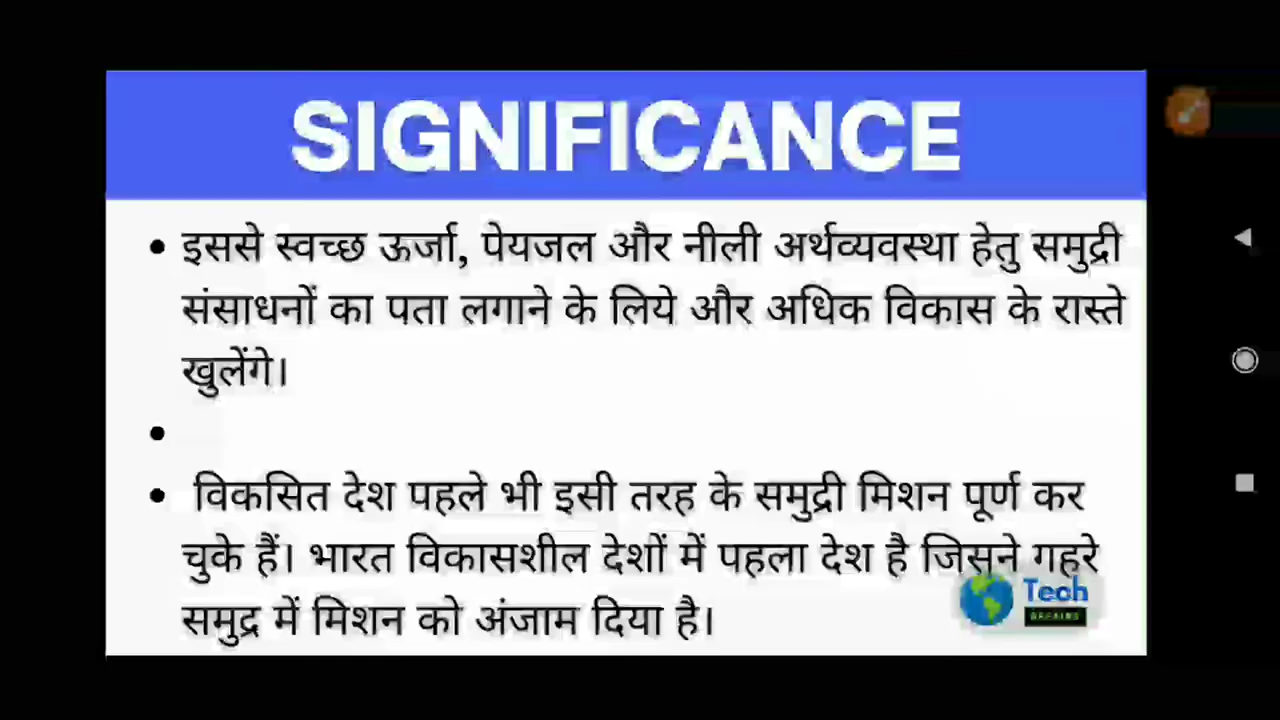 SIGNIFICANCE
• इससे स्वच्छ ऊर्जा, पेयजल और नीली अर्थव्यवस्था हेतु समुद्री
संसाधनों का पता लगाने के लिये और अधिक विकास के रास्ते
खुलेंगे।
•
• विकसित देश पहले भी इसी तरह के समुद्री मिशन पूर्ण कर
चुके हैं। भारत विकासशील देशों में पहला देश है जिसने गहरे
समुद्र में मिशन को अंजाम दिया है।
Tech